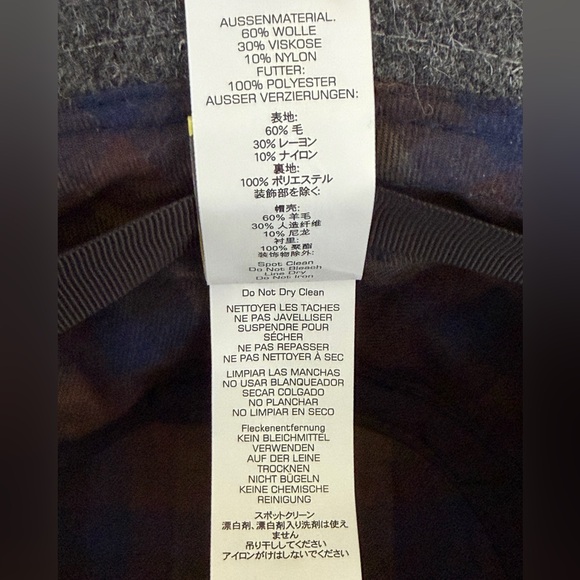 AUSSENMATERIAL.
60% WOLLE
30% VISKOSE
10% NYLON
FUTTER:
100% POLYESTER
AUSSER VERZIERUNGEN:
表地:
60% 毛
30% レーヨン
10% ナイロン
裏地:
100% ポリエステル
装飾部を除く:
帽壳:
60% 羊毛
30% 人造纤维
10% 尼龙
衬里:
100% 聚酯
装饰物除外:
Spot Clean
Do Not Bleach
Line Dry
Do Not Iron
Do Not Dry Clean
NETTOYER LES TACHES
NE PAS JAVELLISER
SUSPENDRE POUR
SÉCHER
NE PAS REPASSER
NE PAS NETTOYER À SEC
LIMPIAR LAS MANCHAS
NO USAR BLANQUEADOR
SECAR COLGADO
NO PLANCHAR
NO LIMPIAR EN SECO
Fleckenentfernung
KEIN BLEICHMITTEL
VERWENDEN
AUF DER LEINE
TROCKNEN
NICHT BÜGELN
KEINE CHEMISCHE
REINIGUNG
スポットクリーン
漂白剤、漂白剤入り洗剤は使え
ません
吊り干ししてください
アイロンがけはしないでください